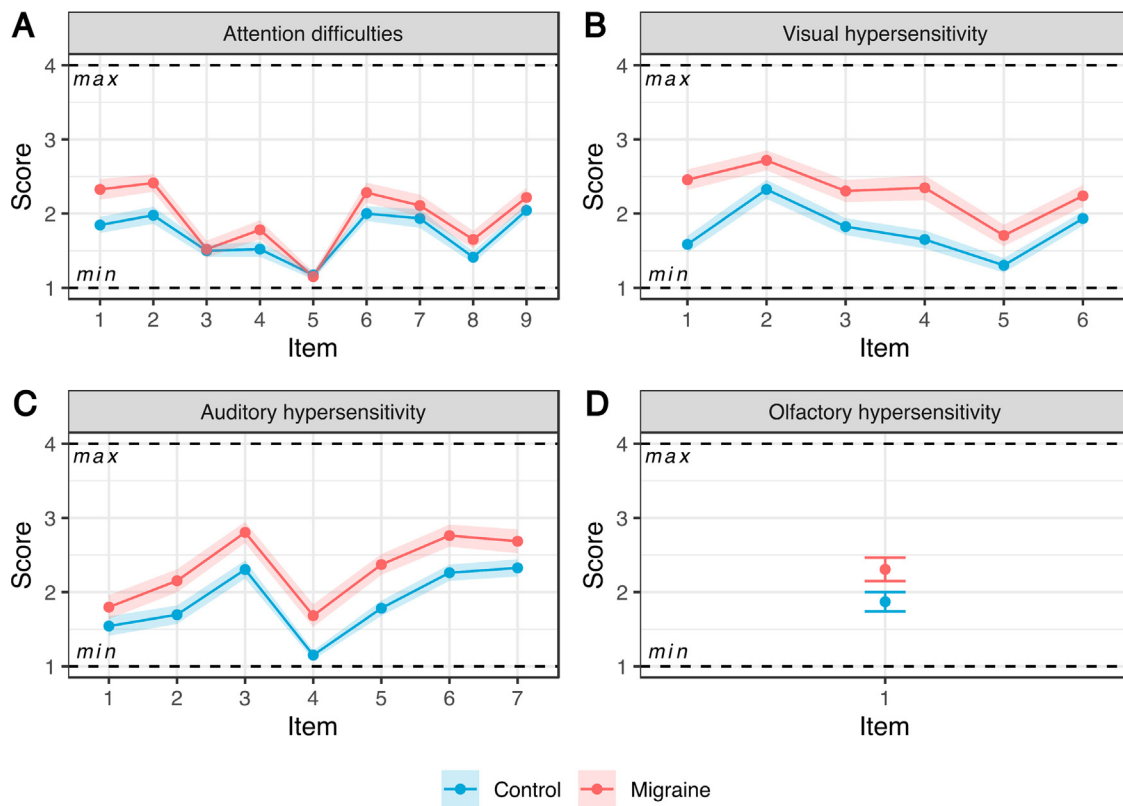 A
Attention difficulties
4
max
3
Score
2
min
1
1 2 3 4 5 6 7 8 9
Item
B
Visual hypersensitivity
4
max
3
Score
2
min
1
1 2 3 4 5 6
Item
C
Auditory hypersensitivity
4
max
3
Score
2
min
1
1 2 3 4 5 6 7
Item
D
Olfactory hypersensitivity
4
max
3
Score
2
min
1
1
Item
Control Migraine